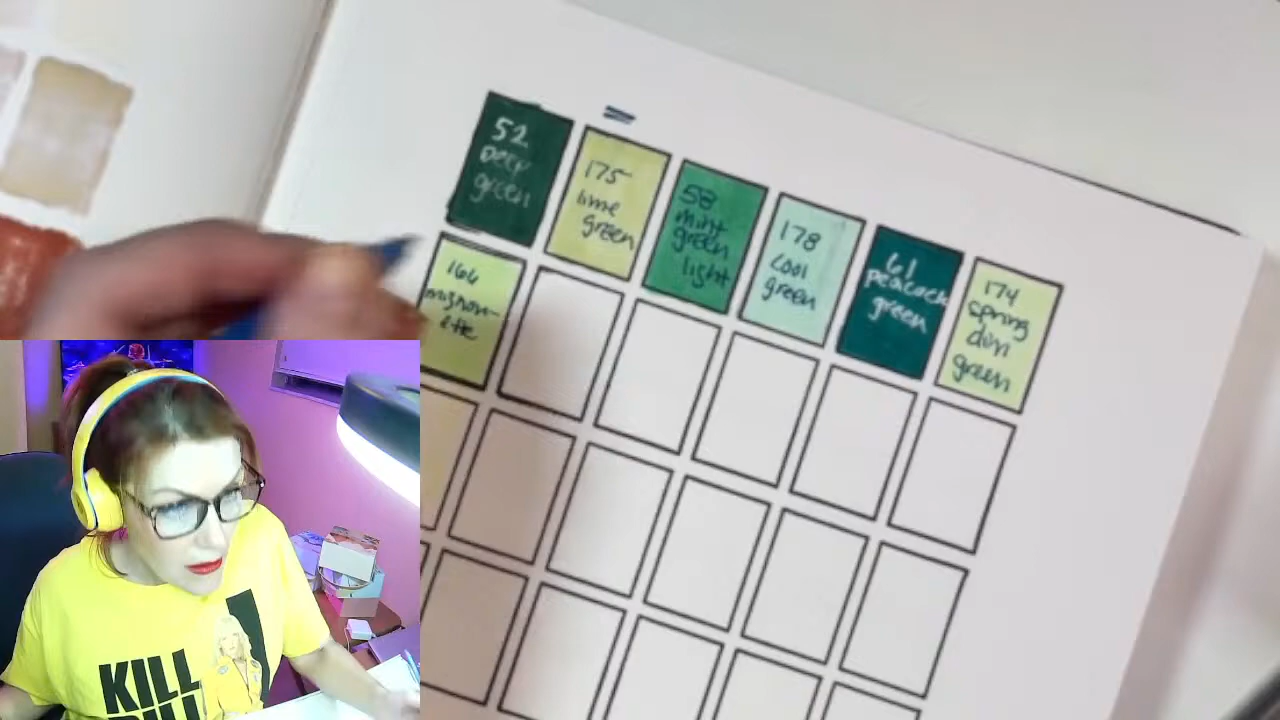 52
Deep
green
175
lime
green
58
mint
green
light
178
cool
green
61
peacock
green
174
spring
dim
green
166
mignon-
ette
KILL
BILL